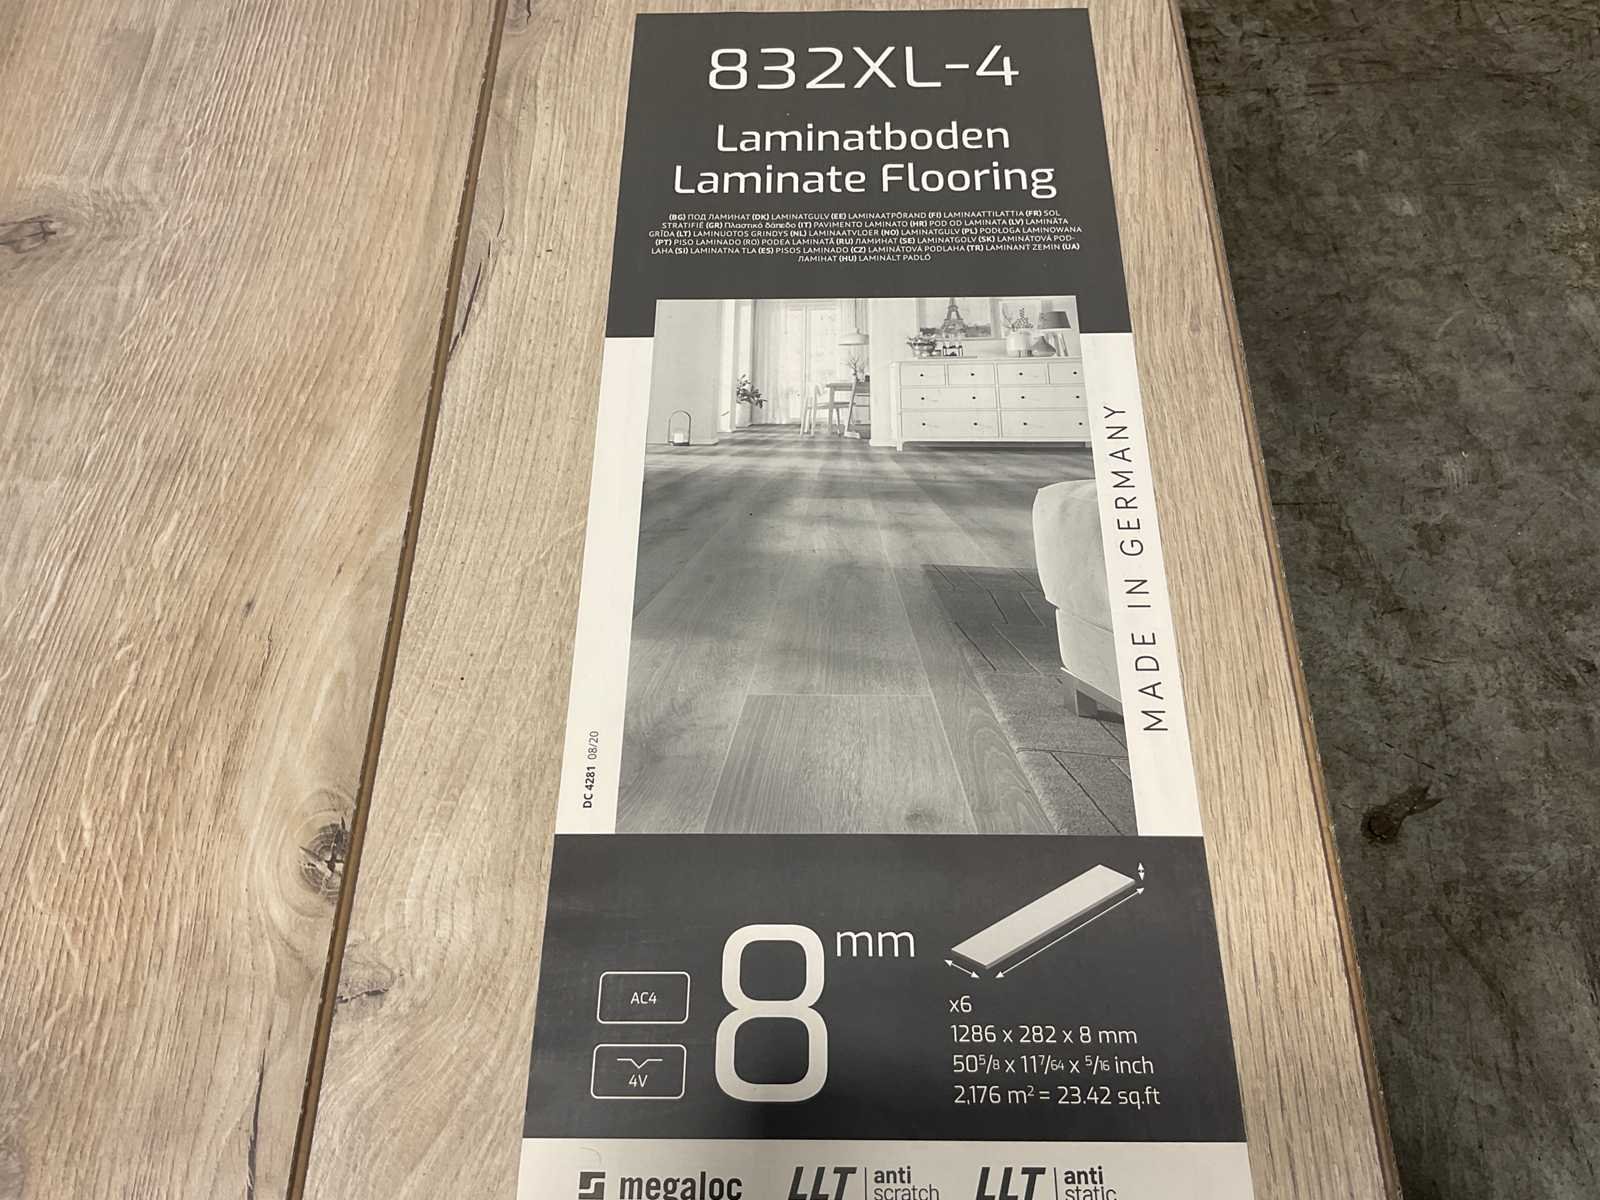 832XL-4
Laminatboden
Laminate Flooring
(BG) ПОД ЛАМИНАТ (DK) LAMINATGULV (EE) LAMINAATPÕRAND (FI) LAMINAATTILATTIA (FR) SOL
STRATIFIÉ (GR) Πλαστικό δάπεδο (IT) PAVIMENTO LAMINATO (HR) POD OD LAMINATA (LV) LAMINĀTA
GRĪDA (LT) LAMINUOTOS GRINDYS (NL) LAMINAATVLOER (NO) LAMINATGULV (PL) PODŁOGA LAMINOWANA
(PT) PISO LAMINADO (RO) PODEA LAMINATĂ (RU) ЛАМИНАТ (SE) LAMINATGOLV (SK) LAMINÁTOVÁ POD-
LAHA (SI) LAMINATNA TLA (ES) PISOS LAMINADO (CZ) LAMINÁTOVÁ PODLAHA (TR) LAMINANT ZEMIN (UA)
ЛАМІНАТ (HU) LAMINÁLT PADLÓ
MADE IN GERMANY
DC 4281 08/20
8 mm
AC4
4V
x6
1286 x 282 x 8 mm
50 5/8 x 11 7/64 x 5/16 inch
2,176 m² = 23.42 sq.ft
megaloc
LLT anti
scratch
LLT anti
static